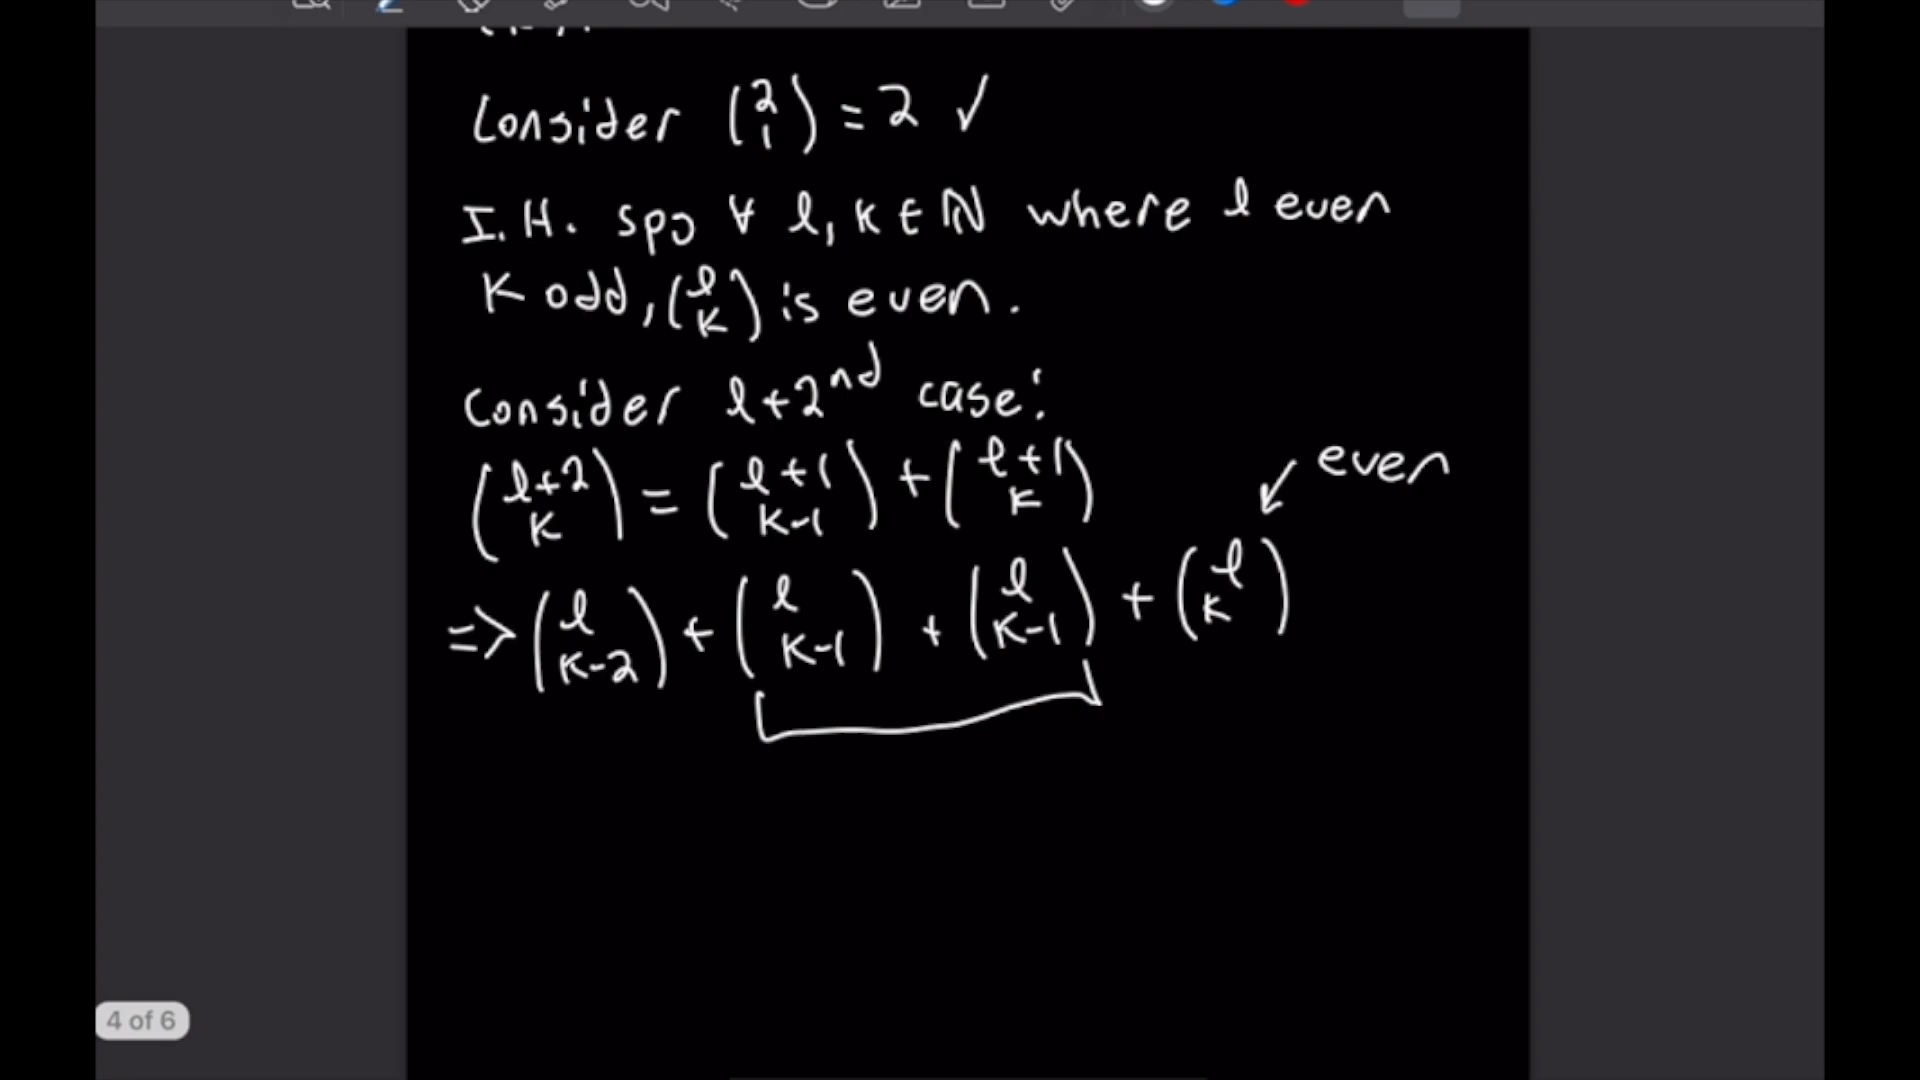 Consider (2 1) = 2 ✓
I.H. sps ∀ l, k ∈ ℕ where l even
k odd, (l k) is even.
Consider l+2nd case:
(l+2 k) = (l+1 k-1) + (l+1 k)
even
=> (l k-2) + (l k-1) + (l k-1) + (l k)
4 of 6